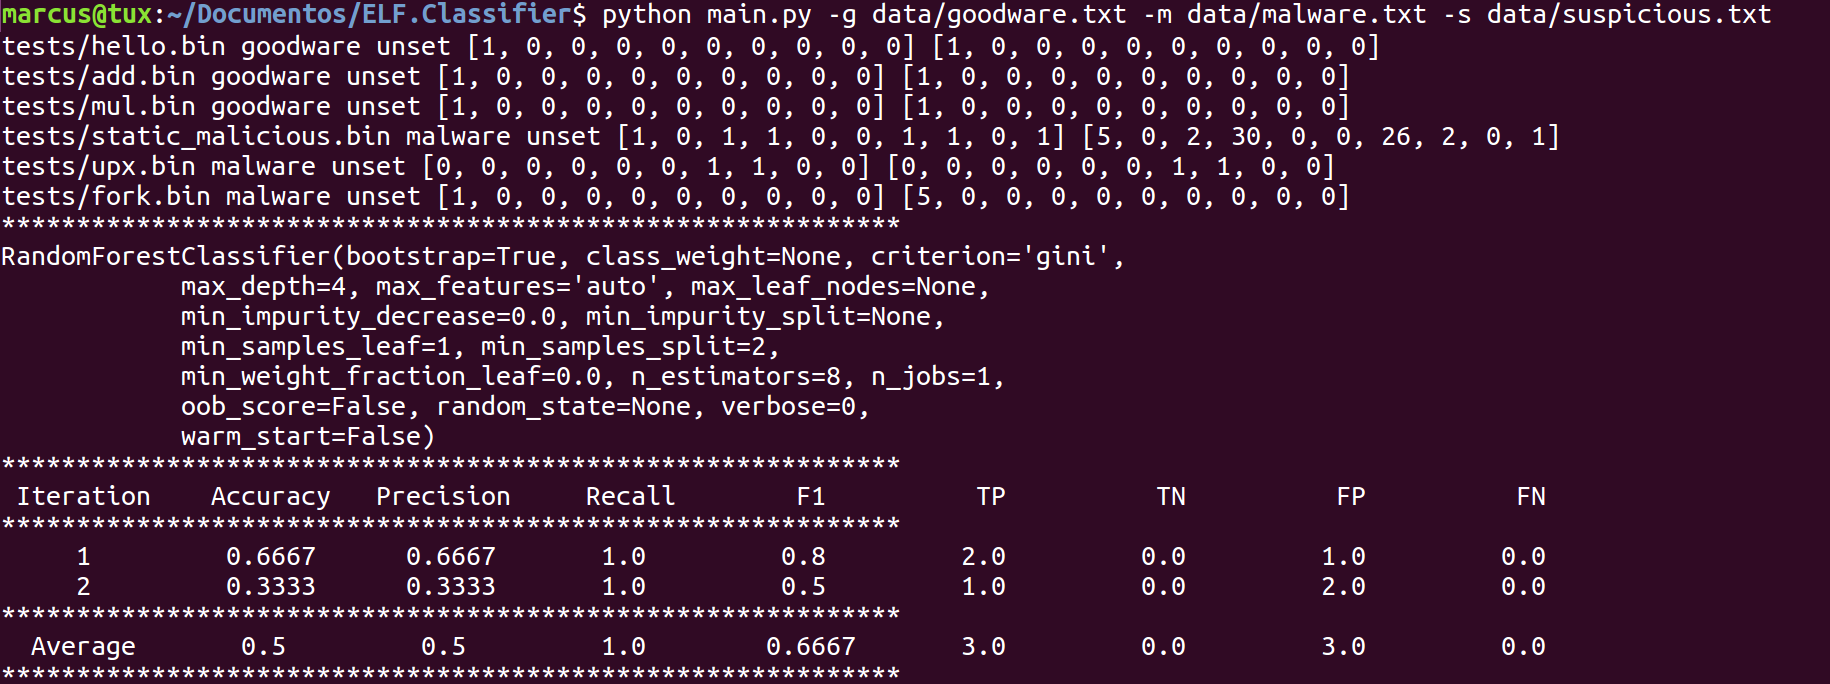 marcus@tux:~/Documentos/ELF.Classifier$ python main.py -g data/goodware.txt -m data/malware.txt -s data/suspicious.txt
tests/hello.bin goodware unset [1, 0, 0, 0, 0, 0, 0, 0, 0, 0] [1, 0, 0, 0, 0, 0, 0, 0, 0, 0]
tests/add.bin goodware unset [1, 0, 0, 0, 0, 0, 0, 0, 0, 0] [1, 0, 0, 0, 0, 0, 0, 0, 0, 0]
tests/mul.bin goodware unset [1, 0, 0, 0, 0, 0, 0, 0, 0, 0] [1, 0, 0, 0, 0, 0, 0, 0, 0, 0]
tests/static_malicious.bin malware unset [1, 0, 1, 1, 0, 0, 1, 1, 0, 1] [5, 0, 2, 30, 0, 0, 26, 2, 0, 1]
tests/upx.bin malware unset [0, 0, 0, 0, 0, 0, 1, 1, 0, 0] [0, 0, 0, 0, 0, 0, 1, 1, 0, 0]
tests/fork.bin malware unset [1, 0, 0, 0, 0, 0, 0, 0, 0, 0] [5, 0, 0, 0, 0, 0, 0, 0, 0, 0]
************************************************************
RandomForestClassifier(bootstrap=True, class_weight=None, criterion='gini',
            max_depth=4, max_features='auto', max_leaf_nodes=None,
            min_impurity_decrease=0.0, min_impurity_split=None,
            min_samples_leaf=1, min_samples_split=2,
            min_weight_fraction_leaf=0.0, n_estimators=8, n_jobs=1,
            oob_score=False, random_state=None, verbose=0,
            warm_start=False)
************************************************************
 Iteration    Accuracy   Precision     Recall        F1          TP          TN          FP          FN
************************************************************
     1         0.6667      0.6667       1.0         0.8         2.0         0.0         1.0         0.0
     2         0.3333      0.3333       1.0         0.5         1.0         0.0         2.0         0.0
************************************************************
  Average       0.5         0.5         1.0        0.6667       3.0         0.0         3.0         0.0
************************************************************